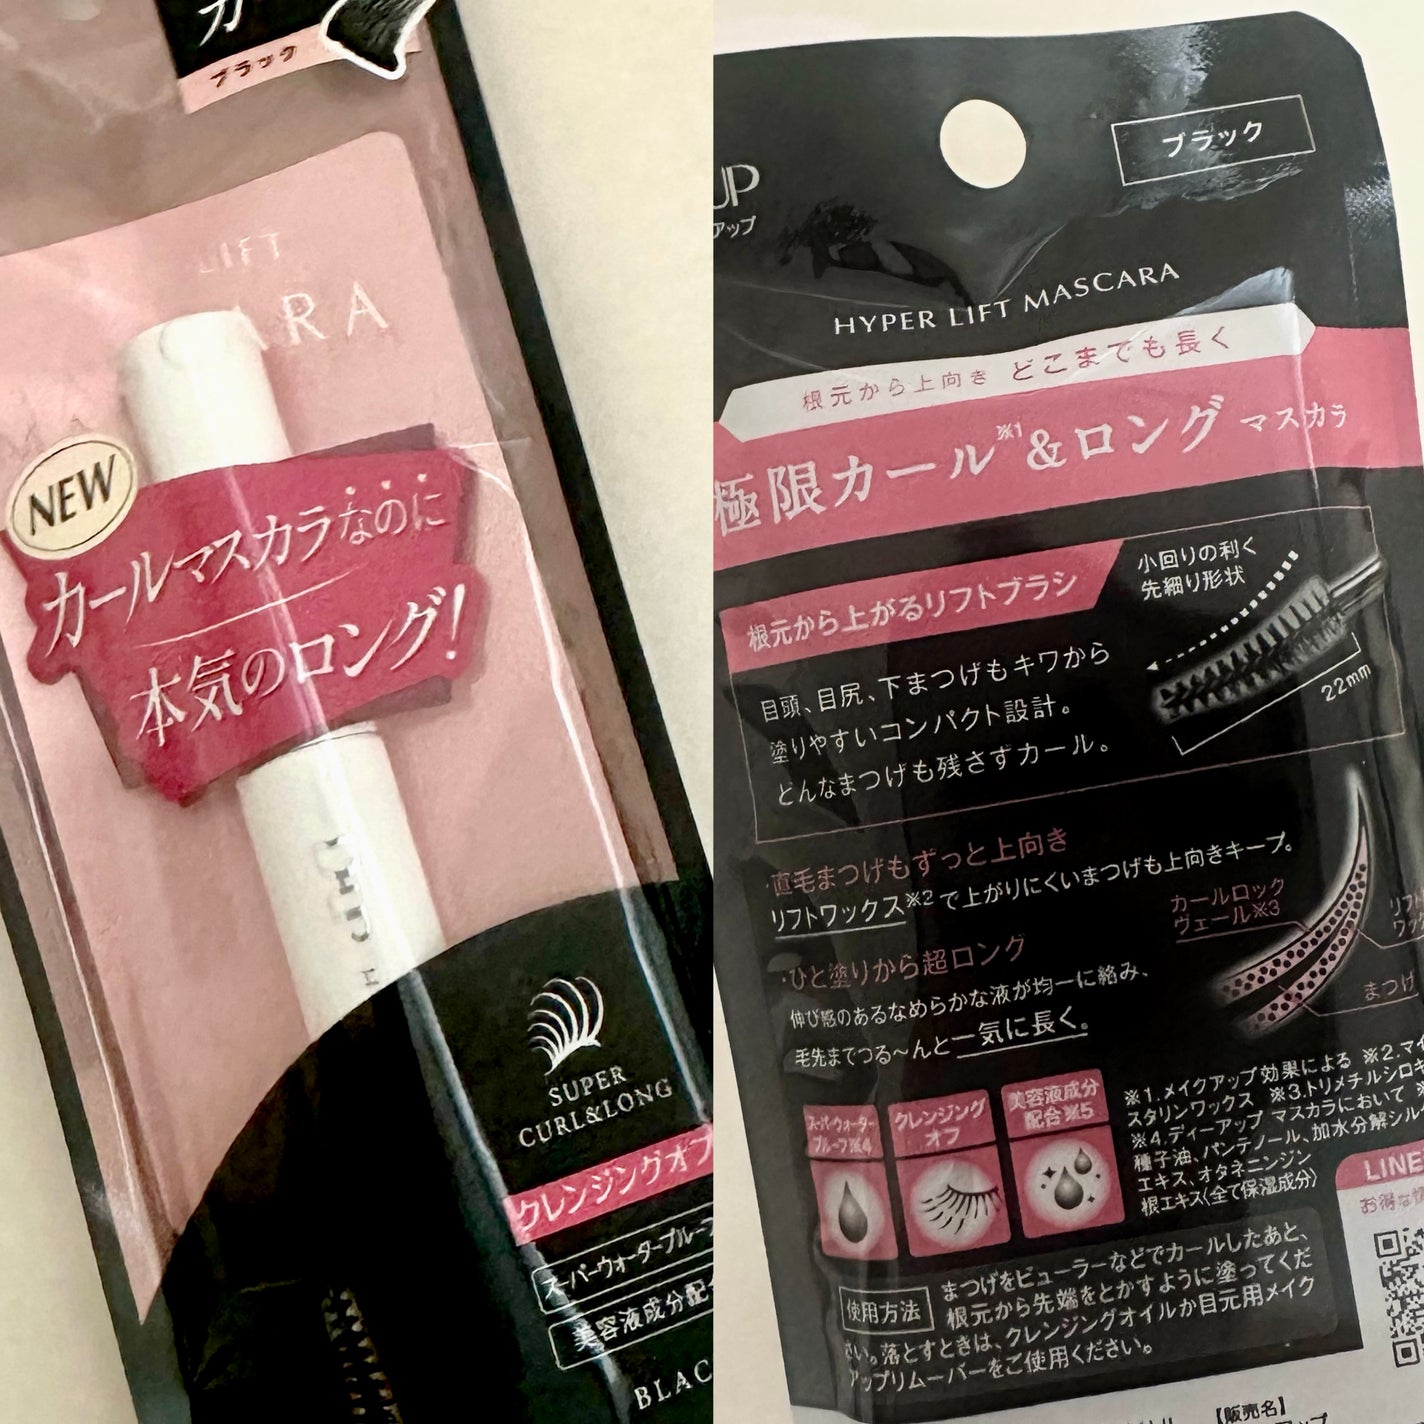 ブラック
LIFT
ARA
NEW
カールマスカラなのに
本気のロング!
SUPER
CURL&LONG
クレンジングオフ
スーパーウォータープルーフ
美容液成分配
BLAC
UP
アップ
ブラック
HYPER LIFT MASCARA
根元から上向き どこまでも長く
極限カール※1&ロング マスカラ
根元から上がるリフトブラシ
小回りの利く
先細り形状
22mm
目頭、目尻、下まつげもキワから
塗りやすいコンパクト設計。
どんなまつげも残さずカール。
・直毛まつげもずっと上向き
リフトワックス※2で上がりにくいまつげも上向きキープ。
カールロック
ヴェール※3
リフ
ワッ
まつげ
・ひと塗りから超ロング
伸び感のあるなめらかな液が均一に絡み、
毛先までつる〜んと一気に長く。
スーパーウォーター
プルーフ※4
クレンジング
オフ
美容液成分
配合※5
※1.メイクアップ効果による ※2.マイ
スタリンワックス ※3.トリメチルシロキ
※4.ディーアップ マスカラにおいて
種子油、パンテノール、加水分解シル
エキス、オタネニンジン
根エキス〈全て保湿成分〉
LINE
お得な
使用方法
まつげをビューラーなどでカールしたあと、
根元から先端をとかすように塗ってくだ
さい。落とすときは、クレンジングオイルか目元用メイク
アップリムーバーをご使用ください。
【販売名】
アップ